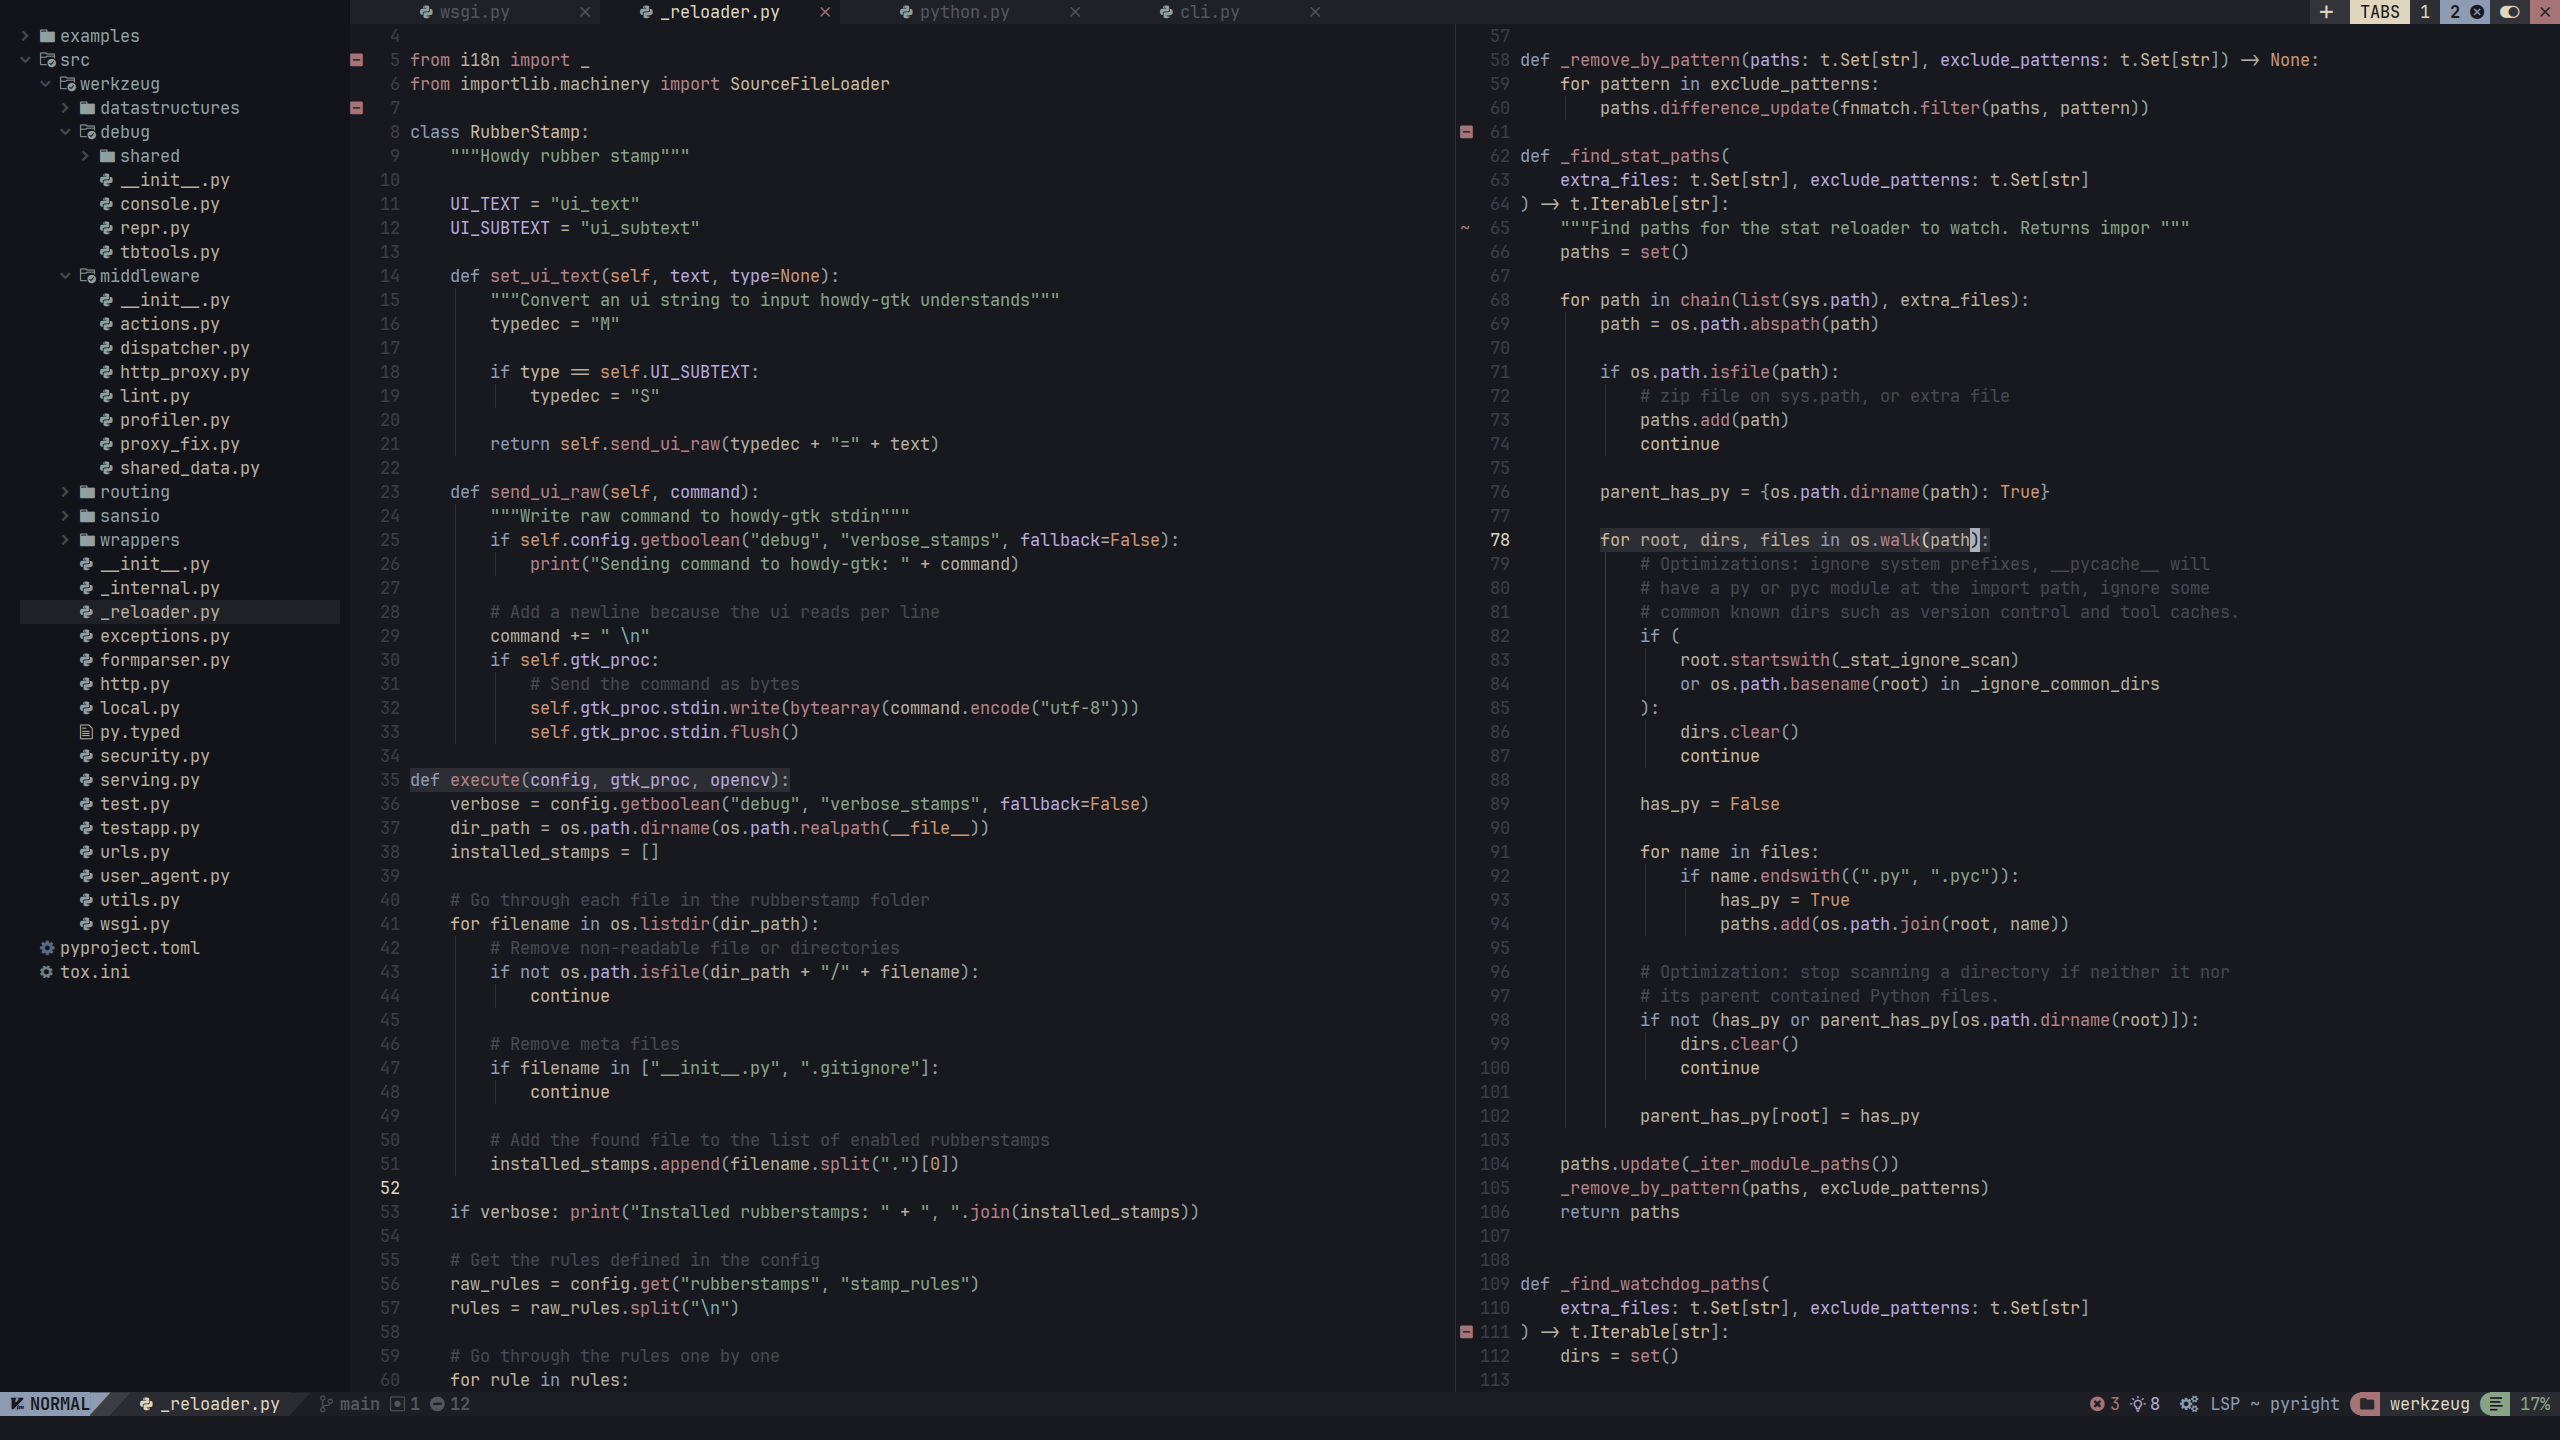 wsgi.py
_reloader.py
python.py
cli.py
TABS 1 2
examples
src
werkzeug
datastructures
debug
shared
__init__.py
console.py
repr.py
tbtools.py
middleware
__init__.py
actions.py
dispatcher.py
http_proxy.py
lint.py
profiler.py
proxy_fix.py
shared_data.py
routing
sansio
wrappers
__init__.py
_internal.py
_reloader.py
exceptions.py
formparser.py
http.py
local.py
py.typed
security.py
serving.py
test.py
testapp.py
urls.py
user_agent.py
utils.py
wsgi.py
pyproject.toml
tox.ini
4
5 from i18n import _
6 from importlib.machinery import SourceFileLoader
7
8 class RubberStamp:
9     """Howdy rubber stamp"""
10
11     UI_TEXT = "ui_text"
12     UI_SUBTEXT = "ui_subtext"
13
14     def set_ui_text(self, text, type=None):
15         """Convert an ui string to input howdy-gtk understands"""
16         typedec = "M"
17
18         if type == self.UI_SUBTEXT:
19             typedec = "S"
20
21         return self.send_ui_raw(typedec + "=" + text)
22
23     def send_ui_raw(self, command):
24         """Write raw command to howdy-gtk stdin"""
25         if self.config.getboolean("debug", "verbose_stamps", fallback=False):
26             print("Sending command to howdy-gtk: " + command)
27
28         # Add a newline because the ui reads per line
29         command += " \n"
30         if self.gtk_proc:
31             # Send the command as bytes
32             self.gtk_proc.stdin.write(bytearray(command.encode("utf-8")))
33             self.gtk_proc.stdin.flush()
34
35 def execute(config, gtk_proc, opencv):
36     verbose = config.getboolean("debug", "verbose_stamps", fallback=False)
37     dir_path = os.path.dirname(os.path.realpath(__file__))
38     installed_stamps = []
39
40     # Go through each file in the rubberstamp folder
41     for filename in os.listdir(dir_path):
42         # Remove non-readable file or directories
43         if not os.path.isfile(dir_path + "/" + filename):
44             continue
45
46         # Remove meta files
47         if filename in ["__init__.py", ".gitignore"]:
48             continue
49
50         # Add the found file to the list of enabled rubberstamps
51         installed_stamps.append(filename.split(".")[0])
52
53     if verbose: print("Installed rubberstamps: " + ", ".join(installed_stamps))
54
55     # Get the rules defined in the config
56     raw_rules = config.get("rubberstamps", "stamp_rules")
57     rules = raw_rules.split("\n")
58
59     # Go through the rules one by one
60     for rule in rules:
57
58 def _remove_by_pattern(paths: t.Set[str], exclude_patterns: t.Set[str]) -> None:
59     for pattern in exclude_patterns:
60         paths.difference_update(fnmatch.filter(paths, pattern))
61
62 def _find_stat_paths(
63     extra_files: t.Set[str], exclude_patterns: t.Set[str]
64 ) -> t.Iterable[str]:
~ 65     """Find paths for the stat reloader to watch. Returns impor """
66     paths = set()
67
68     for path in chain(list(sys.path), extra_files):
69         path = os.path.abspath(path)
70
71         if os.path.isfile(path):
72             # zip file on sys.path, or extra file
73             paths.add(path)
74             continue
75
76         parent_has_py = {os.path.dirname(path): True}
77
78         for root, dirs, files in os.walk(path):
79             # Optimizations: ignore system prefixes, __pycache__ will
80             # have a py or pyc module at the import path, ignore some
81             # common known dirs such as version control and tool caches.
82             if (
83                 root.startswith(_stat_ignore_scan)
84                 or os.path.basename(root) in _ignore_common_dirs
85             ):
86                 dirs.clear()
87                 continue
88
89             has_py = False
90
91             for name in files:
92                 if name.endswith((".py", ".pyc")):
93                     has_py = True
94                     paths.add(os.path.join(root, name))
95
96             # Optimization: stop scanning a directory if neither it nor
97             # its parent contained Python files.
98             if not (has_py or parent_has_py[os.path.dirname(root)]):
99                 dirs.clear()
100                 continue
101
102             parent_has_py[root] = has_py
103
104     paths.update(_iter_module_paths())
105     _remove_by_pattern(paths, exclude_patterns)
106     return paths
107
108
109 def _find_watchdog_paths(
110     extra_files: t.Set[str], exclude_patterns: t.Set[str]
111 ) -> t.Iterable[str]:
112     dirs = set()
113
NORMAL _reloader.py main 1 12
3 8 LSP ~ pyright werkzeug 17%